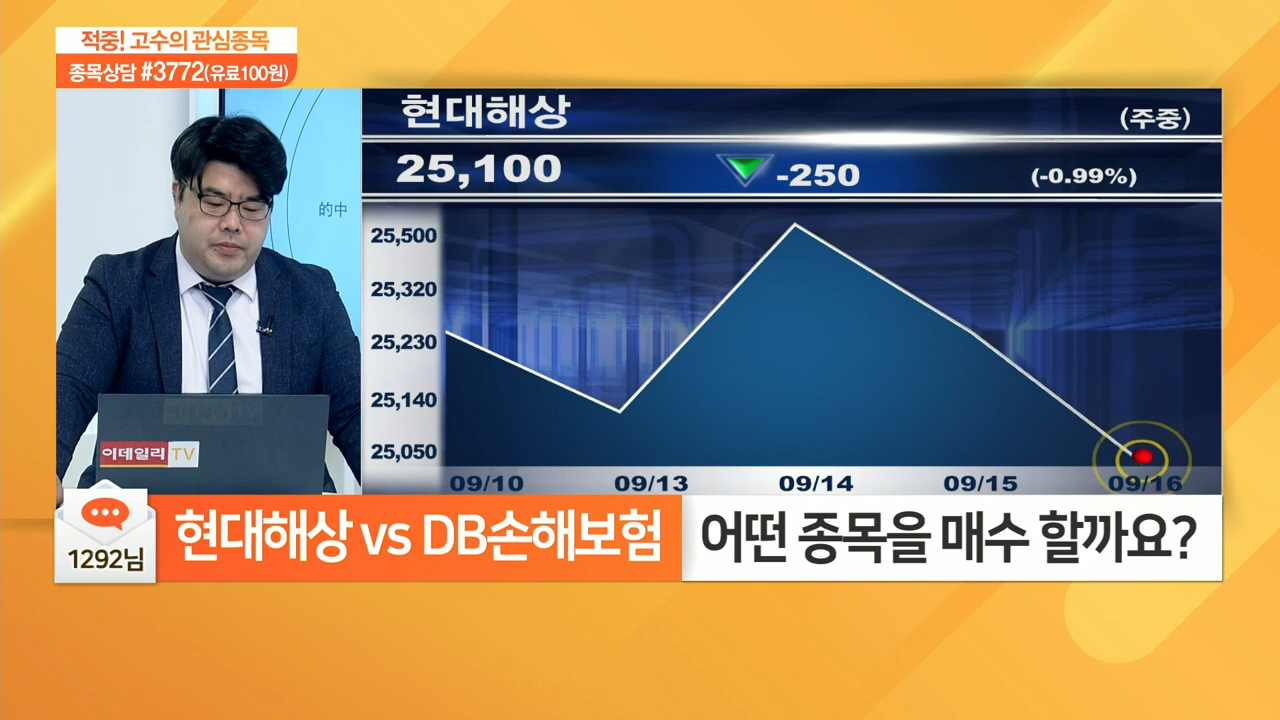 적중! 고수의 관심종목
종목상담 #3772(유료100원)
的中
현대해상
(주중)
25,100
-250
(-0.99%)
25,500
25,320
25,230
25,140
25,050
09/10 09/13 09/14 09/15 09/16
이데일리 TV
1292님
현대해상 vs DB손해보험 어떤 종목을 매수 할까요?